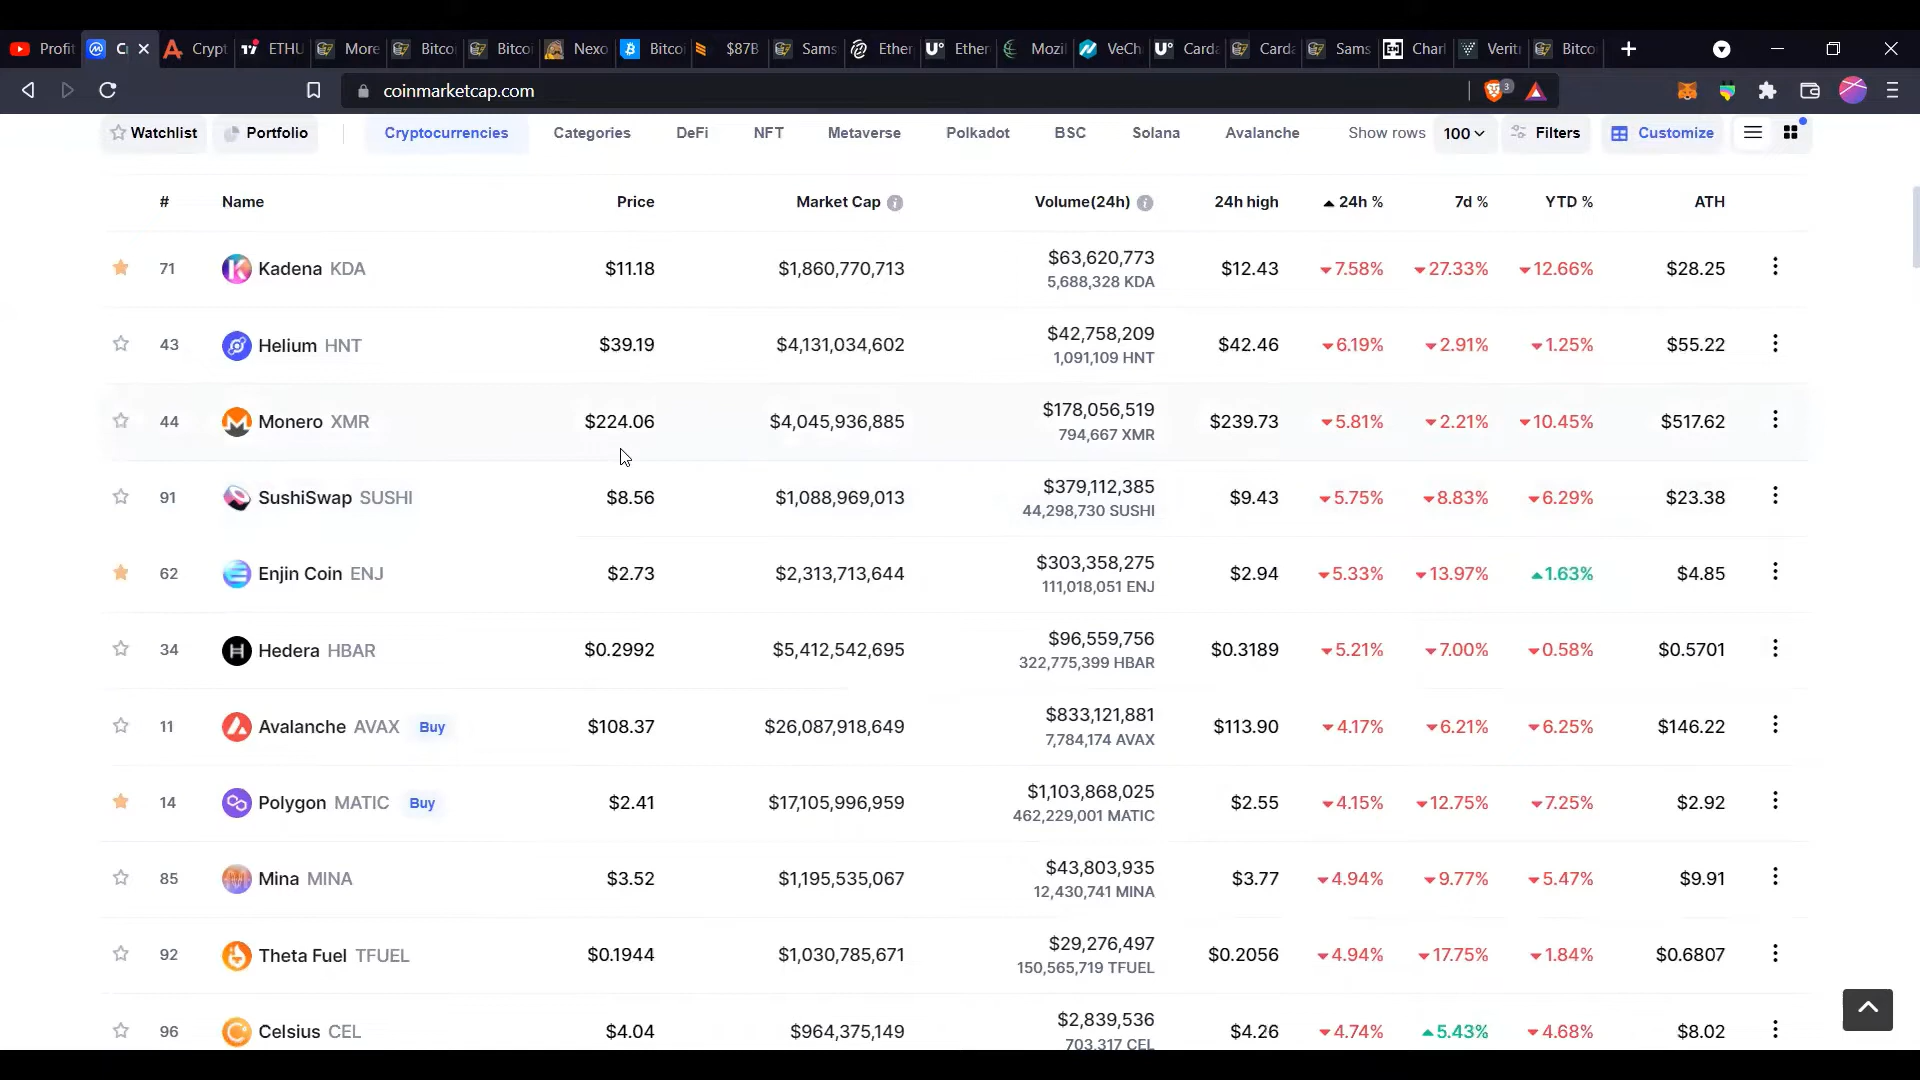 Profit C Crypt ETHU More Bitco Bitco Nexo Bitco $87B Sams Ether Ether Mozil VeCh Carda Carda Sams Charl Verit Bitco
coinmarketcap.com 3
Watchlist Portfolio Cryptocurrencies Categories DeFi NFT Metaverse Polkadot BSC Solana Avalanche Show rows 100 Filters Customize
# Name Price Market Cap Volume(24h) 24h high 24h % 7d % YTD % ATH
71 Kadena KDA $11.18 $1,860,770,713 $63,620,773 $12.43 7.58% 27.33% 12.66% $28.25
5,688,328 KDA
43 Helium HNT $39.19 $4,131,034,602 $42,758,209 $42.46 6.19% 2.91% 1.25% $55.22
1,091,109 HNT
44 Monero XMR $224.06 $4,045,936,885 $178,056,519 $239.73 5.81% 2.21% 10.45% $517.62
794,667 XMR
91 SushiSwap SUSHI $8.56 $1,088,969,013 $379,112,385 $9.43 5.75% 8.83% 6.29% $23.38
44,298,730 SUSHI
62 Enjin Coin ENJ $2.73 $2,313,713,644 $303,358,275 $2.94 5.33% 13.97% 1.63% $4.85
111,018,051 ENJ
34 Hedera HBAR $0.2992 $5,412,542,695 $96,559,756 $0.3189 5.21% 7.00% 0.58% $0.5701
322,775,399 HBAR
11 Avalanche AVAX Buy $108.37 $26,087,918,649 $833,121,881 $113.90 4.17% 6.21% 6.25% $146.22
7,784,174 AVAX
14 Polygon MATIC Buy $2.41 $17,105,996,959 $1,103,868,025 $2.55 4.15% 12.75% 7.25% $2.92
462,229,001 MATIC
85 Mina MINA $3.52 $1,195,535,067 $43,803,935 $3.77 4.94% 9.77% 5.47% $9.91
12,430,741 MINA
92 Theta Fuel TFUEL $0.1944 $1,030,785,671 $29,276,497 $0.2056 4.94% 17.75% 1.84% $0.6807
150,565,719 TFUEL
96 Celsius CEL $4.04 $964,375,149 $2,839,536 $4.26 4.74% 5.43% 4.68% $8.02
703,317 CEL